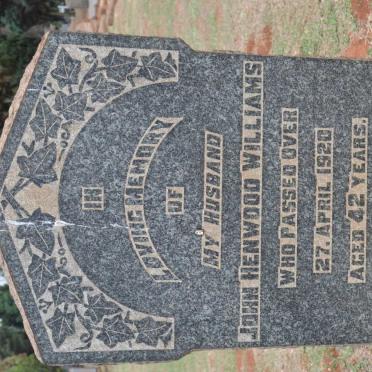 IN
LOVING MEMORY
OF
MY HUSBAND
JOHN HENWOOD WILLIAMS
WHO PASSED OVER
27. APRIL 1920
AGED 42 YEARS.